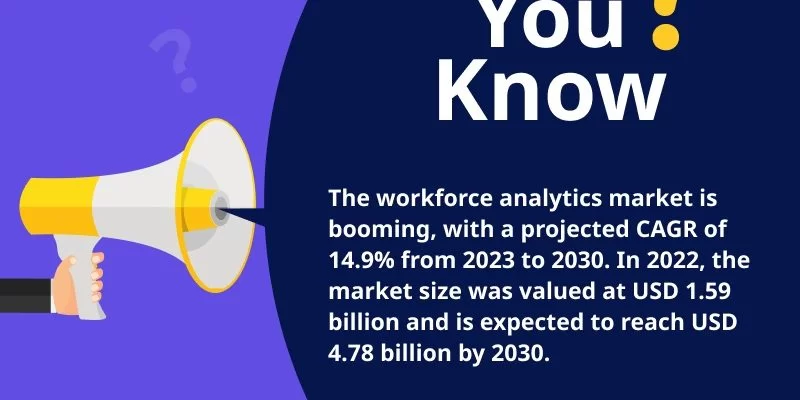 You
Know
?
The workforce analytics market is
booming, with a projected CAGR of
14.9% from 2023 to 2030. In 2022, the
market size was valued at USD 1.59
billion and is expected to reach USD
4.78 billion by 2030.